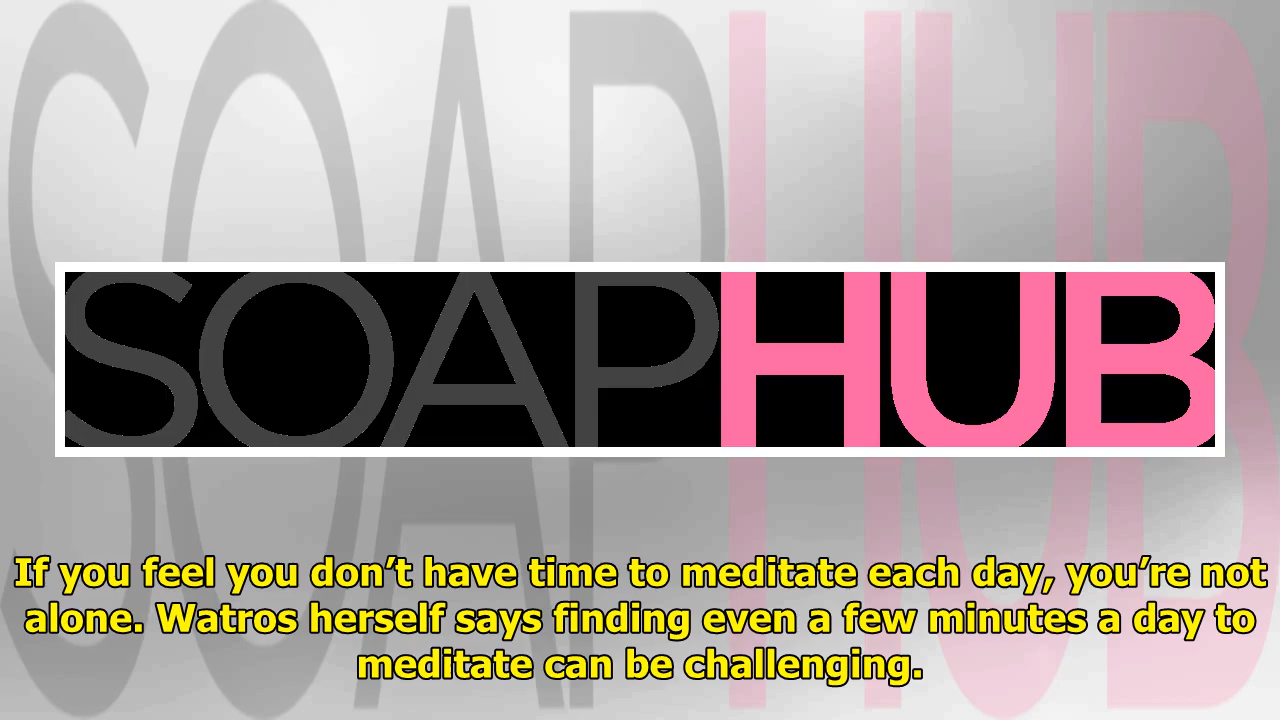 SOAPHUB
SOAPHUB
If you feel you don’t have time to meditate each day, you’re not
alone. Watros herself says finding even a few minutes a day to
meditate can be challenging.